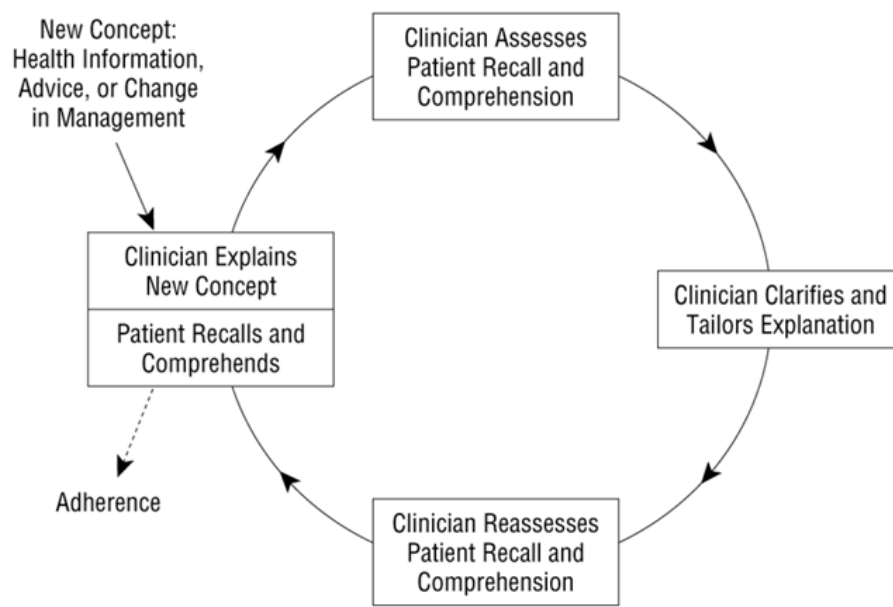 New Concept:
Health Information,
Advice, or Change
in Management
Clinician Assesses
Patient Recall and
Comprehension
Clinician Explains
New Concept
Patient Recalls and
Comprehends
Clinician Clarifies and
Tailors Explanation
Adherence
Clinician Reassesses
Patient Recall and
Comprehension